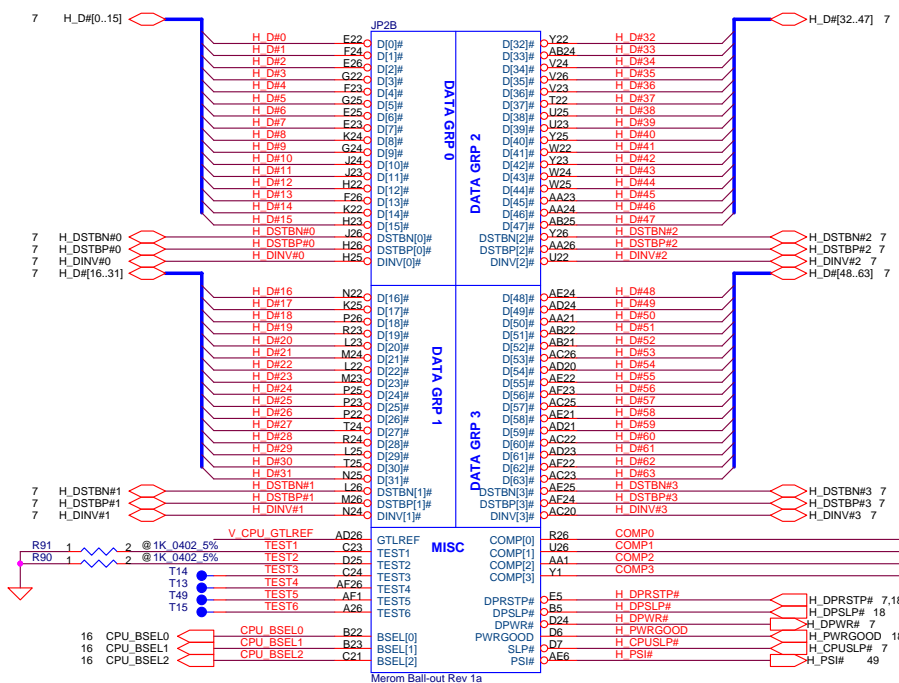 7 H_D#[0..15] JP2B H_D#[32..47] 7
H_D#0 E22 D[0]# D[32]# Y22 H_D#32
H_D#1 F24 D[1]# D[33]# AB24 H_D#33
H_D#2 E26 D[2]# D[34]# V24 H_D#34
H_D#3 G22 D[3]# D[35]# V26 H_D#35
H_D#4 F23 D[4]# D[36]# V23 H_D#36
H_D#5 G25 D[5]# D[37]# T22 H_D#37
H_D#6 E25 D[6]# D[38]# U25 H_D#38
H_D#7 E23 D[7]# D[39]# U23 H_D#39
H_D#8 K24 D[8]# D[40]# Y25 H_D#40
H_D#9 G24 D[9]# D[41]# W22 H_D#41
H_D#10 J24 D[10]# D[42]# Y23 H_D#42
H_D#11 J23 D[11]# D[43]# W24 H_D#43
H_D#12 H22 D[12]# D[44]# W25 H_D#44
H_D#13 F26 D[13]# D[45]# AA23 H_D#45
H_D#14 K22 D[14]# D[46]# AA24 H_D#46
H_D#15 H23 D[15]# D[47]# AB25 H_D#47
DATA GRP 0
DATA GRP 2
7 H_DSTBN#0 H_DSTBN#0 J26 DSTBN[0]# DSTBN[2]# Y26 H_DSTBN#2 H_DSTBN#2 7
7 H_DSTBP#0 H_DSTBP#0 H26 DSTBP[0]# DSTBP[2]# AA26 H_DSTBP#2 H_DSTBP#2 7
7 H_DINV#0 H_DINV#0 H25 DINV[0]# DINV[2]# U22 H_DINV#2 H_DINV#2 7
7 H_D#[16..31] H_D#[48..63] 7
H_D#16 N22 D[16]# D[48]# AE24 H_D#48
H_D#17 K25 D[17]# D[49]# AD24 H_D#49
H_D#18 P26 D[18]# D[50]# AA21 H_D#50
H_D#19 R23 D[19]# D[51]# AB22 H_D#51
H_D#20 L23 D[20]# D[52]# AB21 H_D#52
H_D#21 M24 D[21]# D[53]# AC26 H_D#53
H_D#22 L22 D[22]# D[54]# AD20 H_D#54
H_D#23 M23 D[23]# D[55]# AE22 H_D#55
H_D#24 P25 D[24]# D[56]# AF23 H_D#56
H_D#25 P23 D[25]# D[57]# AC25 H_D#57
H_D#26 P22 D[26]# D[58]# AE21 H_D#58
H_D#27 T24 D[27]# D[59]# AD21 H_D#59
H_D#28 R24 D[28]# D[60]# AC22 H_D#60
H_D#29 L25 D[29]# D[61]# AD23 H_D#61
H_D#30 T25 D[30]# D[62]# AF22 H_D#62
H_D#31 N25 D[31]# D[63]# AC23 H_D#63
DATA GRP 1
DATA GRP 3
7 H_DSTBN#1 H_DSTBN#1 L26 DSTBN[1]# DSTBN[3]# AE25 H_DSTBN#3 H_DSTBN#3 7
7 H_DSTBP#1 H_DSTBP#1 M26 DSTBP[1]# DSTBP[3]# AF24 H_DSTBP#3 H_DSTBP#3 7
7 H_DINV#1 H_DINV#1 N24 DINV[1]# DINV[3]# AC20 H_DINV#3 H_DINV#3 7
V_CPU_GTLREF AD26 GTLREF MISC COMP[0] R26 COMP0
R91 1 2 @1K_0402_5% TEST1 C23 TEST1 COMP[1] U26 COMP1
R90 1 2 @1K_0402_5% TEST2 D25 TEST2 COMP[2] AA1 COMP2
T14 TEST3 C24 TEST3 COMP[3] Y1 COMP3
T13 TEST4 AF26 TEST4
T49 TEST5 AF1 TEST5 DPRSTP# E5 H_DPRSTP# H_DPRSTP# 7,18
T15 TEST6 A26 TEST6 DPSLP# B5 H_DPSLP# H_DPSLP# 18
DPWR# D24 H_DPWR# H_DPWR# 7
16 CPU_BSEL0 CPU_BSEL0 B22 BSEL[0] PWRGOOD D6 H_PWRGOOD H_PWRGOOD 18
16 CPU_BSEL1 CPU_BSEL1 B23 BSEL[1] SLP# D7 H_CPUSLP# H_CPUSLP# 7
16 CPU_BSEL2 CPU_BSEL2 C21 BSEL[2] PSI# AE6 H_PSI# H_PSI# 49
Merom Ball-out Rev 1a